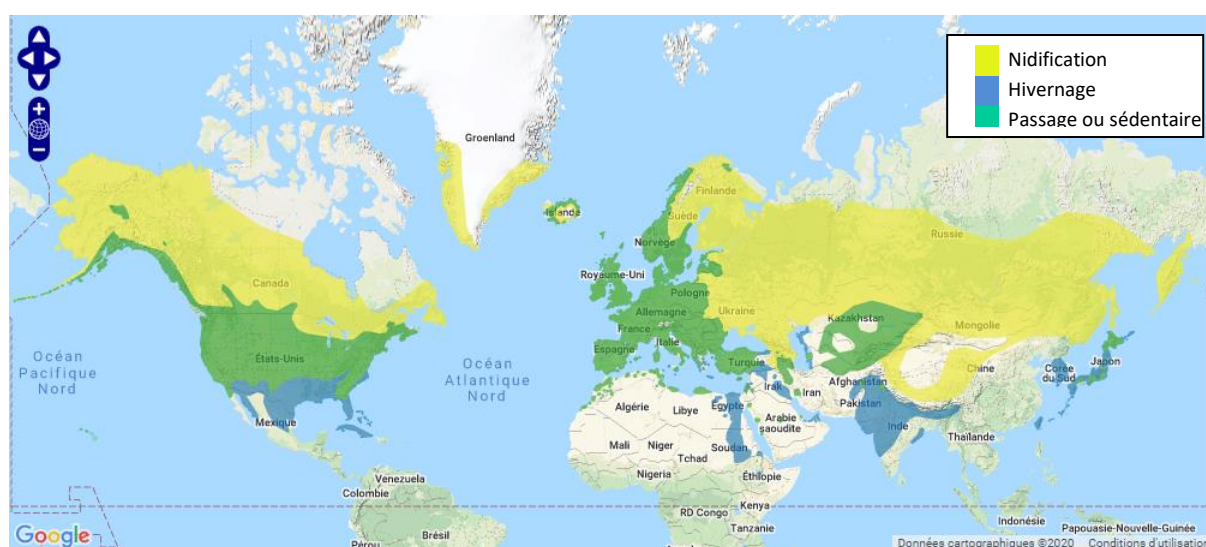 Nidification
Hivernage
Passage ou sédentaire
Groenland
Islande
Finlande
Suède
Norvège
Russie
Canada
Royaume-Uni
Pologne
Allemagne
Ukraine
France
Kazakhstan
Mongolie
États-Unis
Espagne
Italie
Turquie
Chine
Japon
Corée
du Sud
Océan
Pacifique
Nord
Océan
Atlantique
Nord
Irak
Iran
Afghanistan
Pakistan
Algérie
Libye
Égypte
Arabie
saoudite
Inde
Mexique
Mali
Niger
Tchad
Soudan
Thaïlande
Nigeria
Éthiopie
Venezuela
Colombie
RD Congo
Kenya
Tanzanie
Indonésie
Papouasie-Nouvelle-Guinée
Pérou
Brésil
Google
Données cartographiques ©2020
Conditions d'utilisation